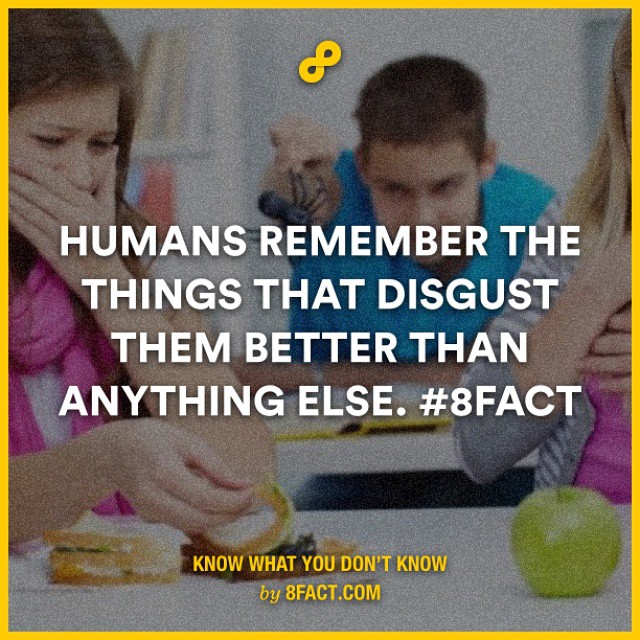 HUMANS REMEMBER THE
THINGS THAT DISGUST
THEM BETTER THAN
ANYTHING ELSE. #8FACT
KNOW WHAT YOU DON'T KNOW
by 8FACT.COM